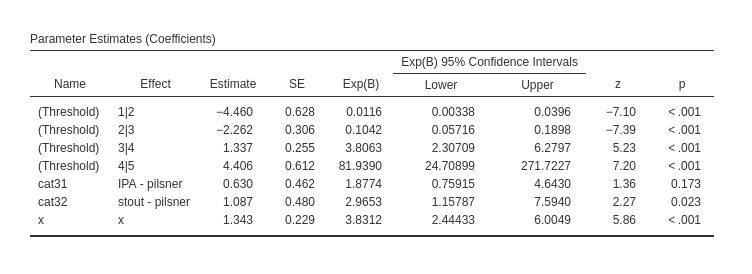 Parameter Estimates (Coefficients)
Exp(B) 95% Confidence Intervals
Name Effect Estimate SE Exp(B) Lower Upper z p
(Threshold) 1|2 −4.460 0.628 0.0116 0.00338 0.0396 −7.10 < .001
(Threshold) 2|3 −2.262 0.306 0.1042 0.05716 0.1898 −7.39 < .001
(Threshold) 3|4 1.337 0.255 3.8063 2.30709 6.2797 5.23 < .001
(Threshold) 4|5 4.406 0.612 81.9390 24.70899 271.7227 7.20 < .001
cat31 IPA - pilsner 0.630 0.462 1.8774 0.75915 4.6430 1.36 0.173
cat32 stout - pilsner 1.087 0.480 2.9653 1.15787 7.5940 2.27 0.023
x x 1.343 0.229 3.8312 2.44433 6.0049 5.86 < .001